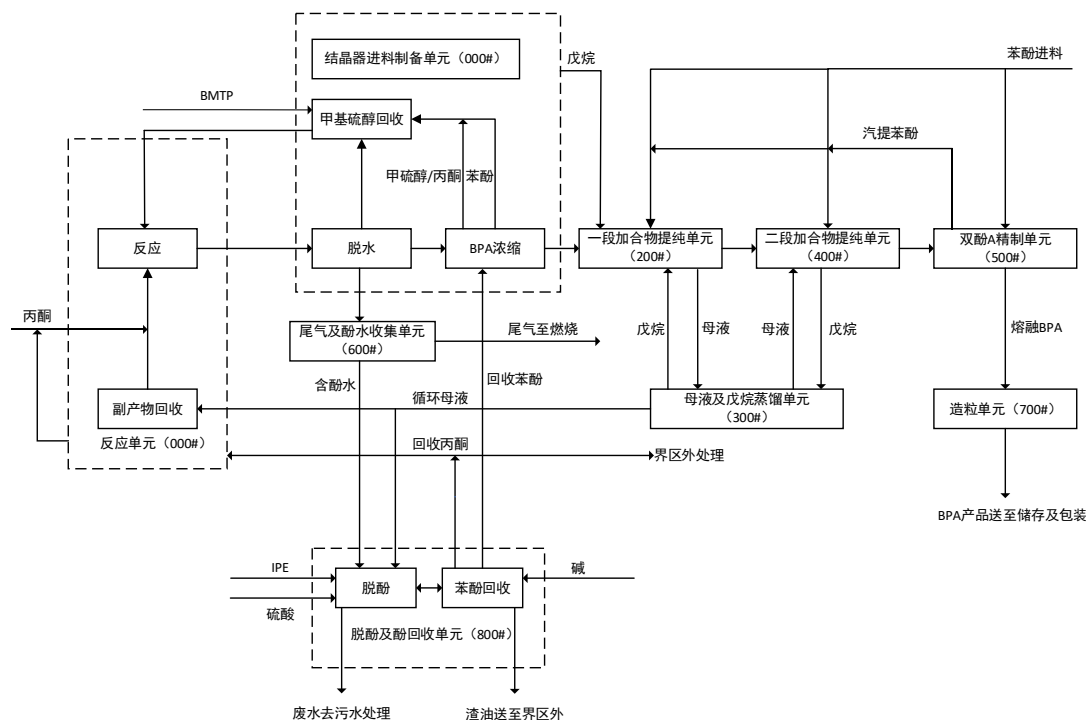 结晶器进料制备单元（000#）
戊烷
苯酚进料
BMTP
甲基硫醇回收
汽提苯酚
甲硫醇/丙酮
苯酚
反应
脱水
BPA浓缩
一段加合物提纯单元
（200#）
二段加合物提纯单元
（400#）
双酚A精制单元
（500#）
丙酮
尾气及酚水收集单元
（600#）
尾气至燃烧
戊烷
母液
母液
戊烷
熔融BPA
含酚水
回收苯酚
副产物回收
循环母液
母液及戊烷蒸馏单元
（300#）
造粒单元（700#）
反应单元（000#）
回收丙酮
界区外处理
BPA产品送至储存及包装
IPE
脱酚
苯酚回收
碱
硫酸
脱酚及酚回收单元（800#）
废水去污水处理
渣油送至界区外